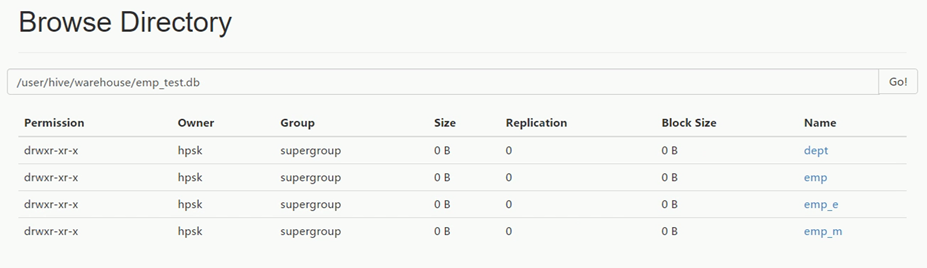 Browse Directory
/user/hive/warehouse/emp_test.db Go!
Permission Owner Group Size Replication Block Size Name
drwxr-xr-x hpsk supergroup 0 B 0 0 B dept
drwxr-xr-x hpsk supergroup 0 B 0 0 B emp
drwxr-xr-x hpsk supergroup 0 B 0 0 B emp_e
drwxr-xr-x hpsk supergroup 0 B 0 0 B emp_m